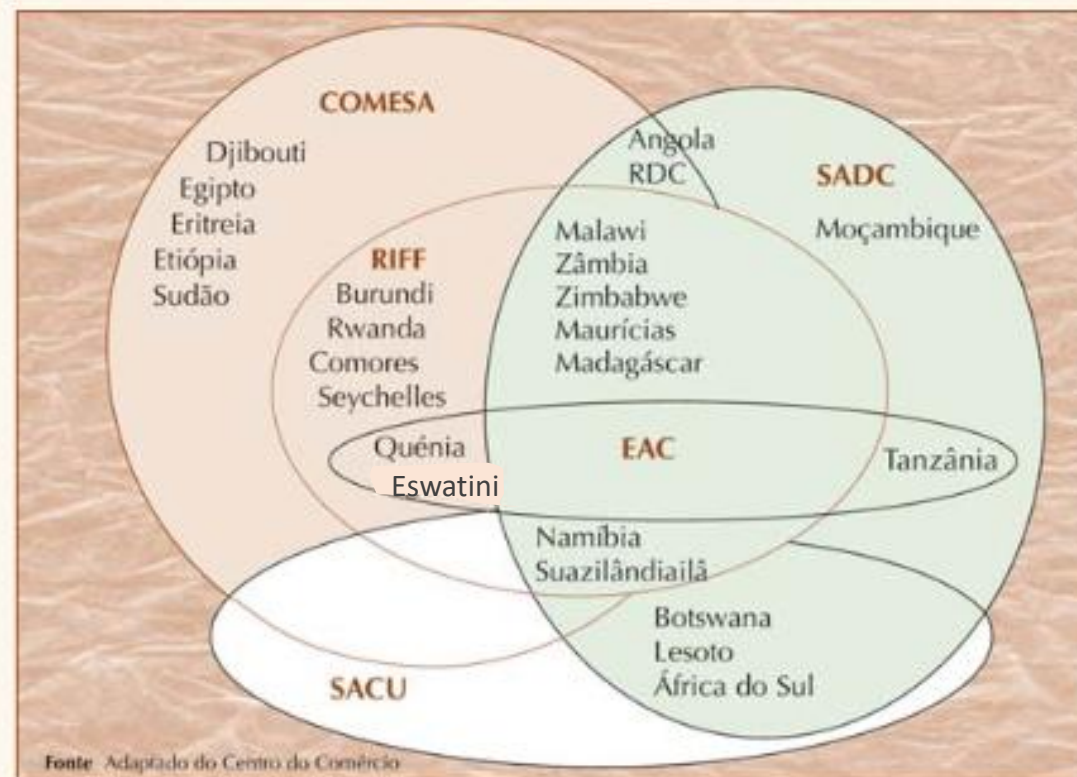 COMESA
Djibouti
Egipto
Eritreia
Etiópia
Sudão
RIFF
Burundi
Rwanda
Comores
Seychelles
Quénia
Eswatini
Angola
RDC
SADC
Moçambique
Malawi
Zâmbia
Zimbabwe
Maurícias
Madagáscar
EAC
Tanzânia
Namíbia
Suazilândiailâ
Botswana
Lesoto
África do Sul
SACU
Fonte Adaptado do Centro do Comércio